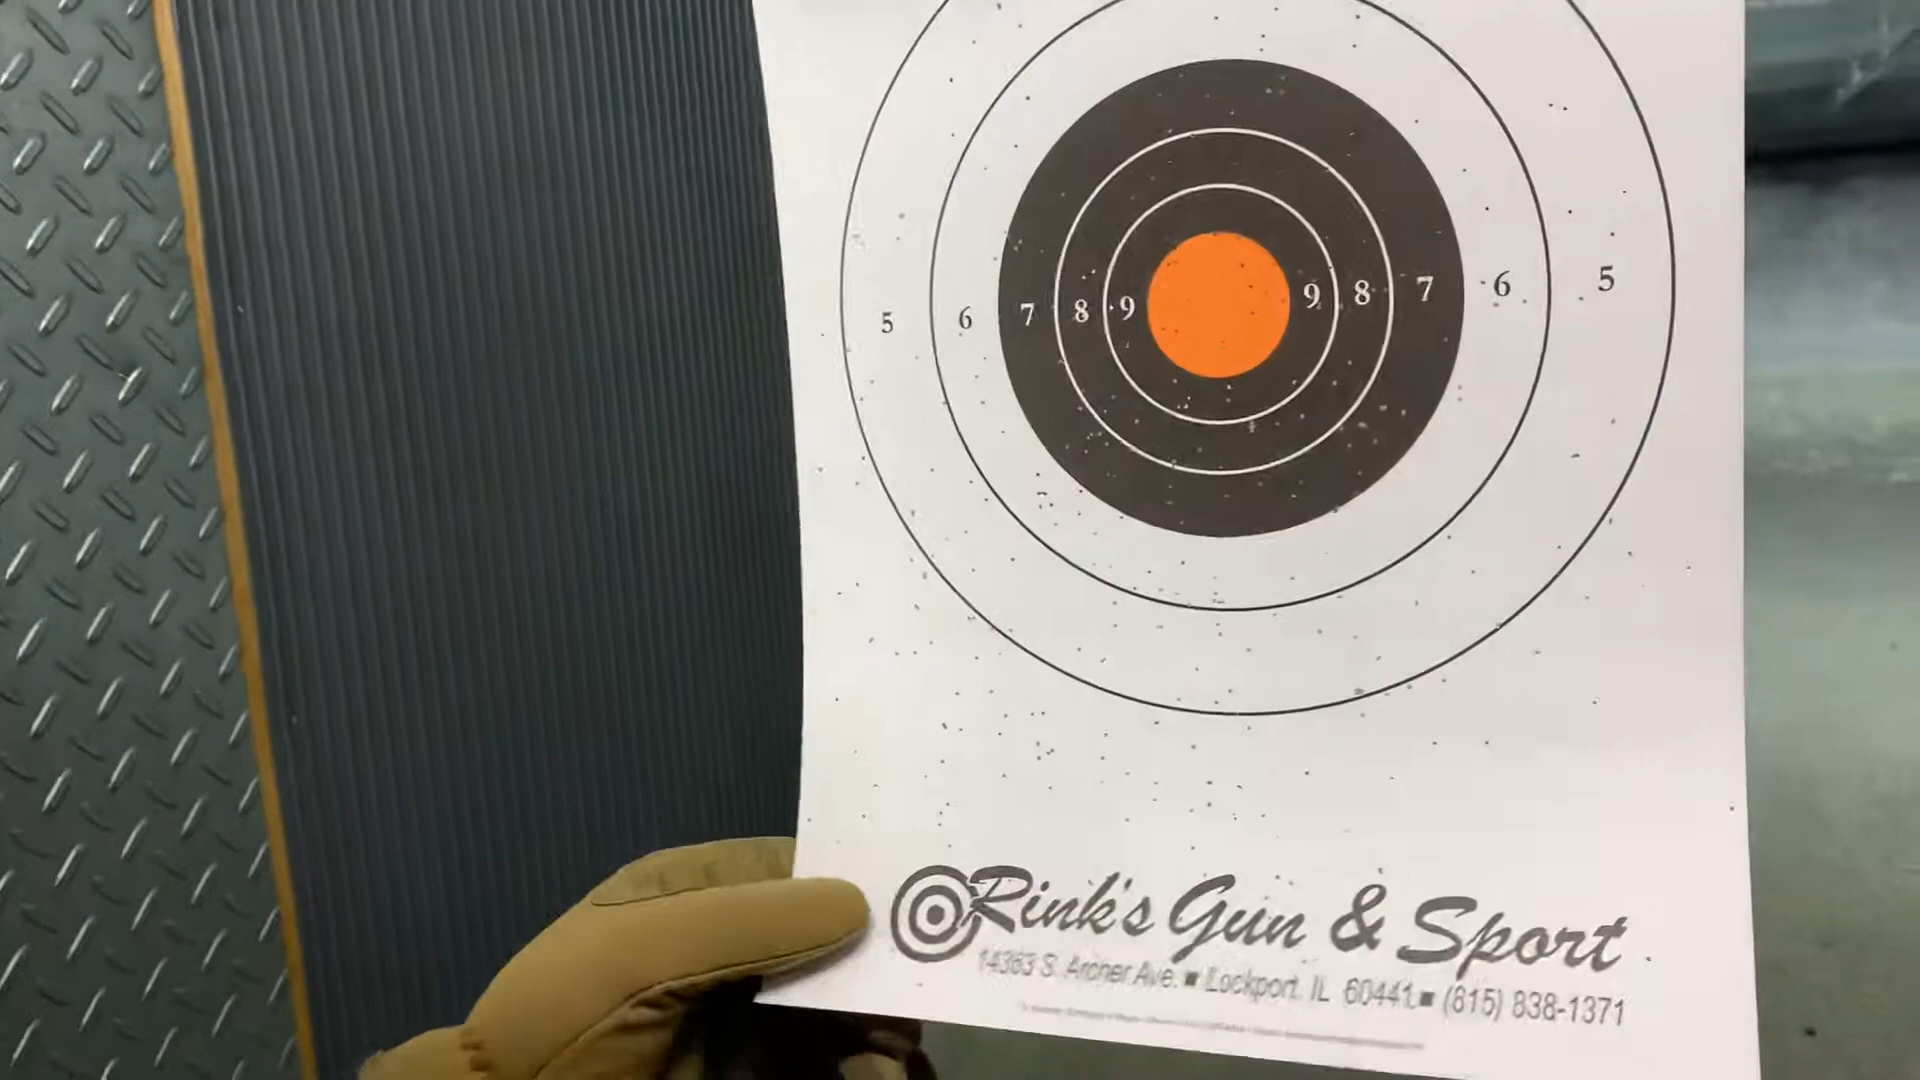 5 6 7 8 9 9 8 7 6 5
Rink's Gun & Sport
14363 S. Archer Ave. ■ Lockport, IL 60441 ■ (815) 838-1371